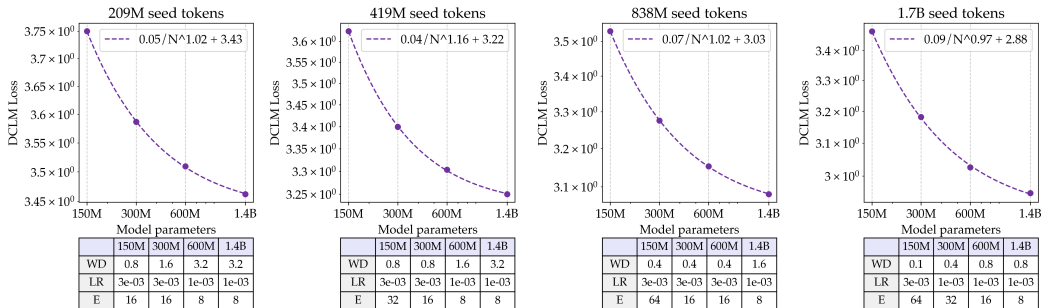 209M seed tokens
3.75 × 10⁰
3.7 × 10⁰
3.65 × 10⁰
3.6 × 10⁰
3.55 × 10⁰
3.5 × 10⁰
3.45 × 10⁰
DCLM Loss
0.05/N^1.02 + 3.43
150M 300M 600M 1.4B
Model parameters
150M 300M 600M 1.4B
WD 0.8 1.6 3.2 3.2
LR 3e-03 3e-03 1e-03 1e-03
E 16 16 8 8
419M seed tokens
3.6 × 10⁰
3.5 × 10⁰
3.4 × 10⁰
3.3 × 10⁰
3.25 × 10⁰
DCLM Loss
0.04/N^1.16 + 3.22
150M 300M 600M 1.4B
Model parameters
150M 300M 600M 1.4B
WD 0.8 0.8 1.6 3.2
LR 3e-03 3e-03 3e-03 1e-03
E 32 16 8 8
838M seed tokens
3.5 × 10⁰
3.4 × 10⁰
3.3 × 10⁰
3.2 × 10⁰
3.1 × 10⁰
DCLM Loss
0.07/N^1.02 + 3.03
150M 300M 600M 1.4B
Model parameters
150M 300M 600M 1.4B
WD 0.4 0.4 0.4 1.6
LR 3e-03 3e-03 3e-03 1e-03
E 64 16 16 8
1.7B seed tokens
3.4 × 10⁰
3.3 × 10⁰
3.2 × 10⁰
3.1 × 10⁰
3 × 10⁰
DCLM Loss
0.09/N^0.97 + 2.88
150M 300M 600M 1.4B
Model parameters
150M 300M 600M 1.4B
WD 0.1 0.4 0.8 0.8
LR 3e-03 3e-03 1e-03 1e-03
E 64 32 16 8